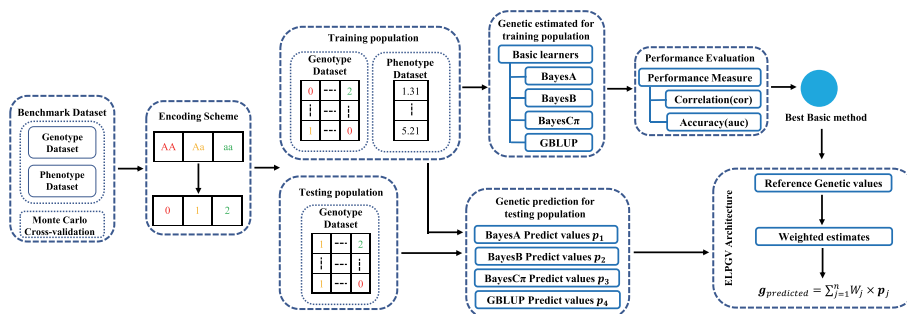 Benchmark Dataset
Genotype
Dataset
Phenotype
Dataset
Monte Carlo
Cross-validation
Encoding Scheme
AA Aa aa
0 1 2
Training population
Genotype
Dataset
0 2
1 0
Phenotype
Dataset
1.31
5.21
Testing population
Genotype
Dataset
1 2
1 0
Genetic estimated for
training population
Basic learners
BayesA
BayesB
BayesCπ
GBLUP
Genetic prediction for
testing population
BayesA Predict values p₁
BayesB Predict values p₂
BayesCπ Predict values p₃
GBLUP Predict values p₄
Performance Evaluation
Performance Measure
Correlation(cor)
Accuracy(auc)
Best Basic method
ELPGV Architecture
Reference Genetic values
Weighted estimates
g_predicted = ∑ⁿⱼ₌₁ Wⱼ × pⱼ